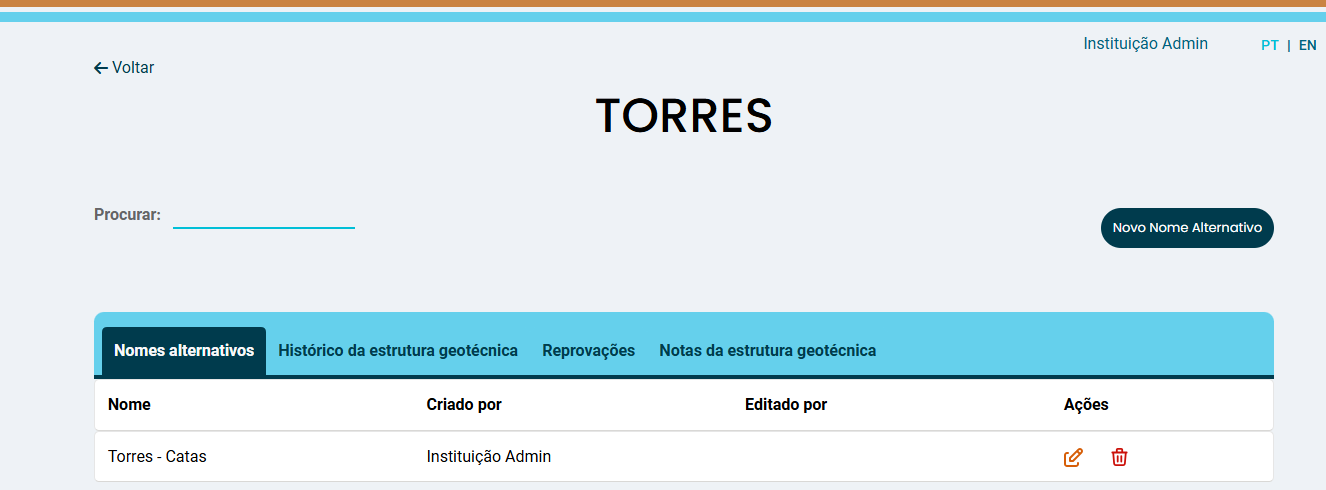 Instituição Admin PT | EN
Voltar
TORRES
Procurar:
Novo Nome Alternativo
Nomes alternativos Histórico da estrutura geotécnica Reprovações Notas da estrutura geotécnica
Nome Criado por Editado por Ações
Torres - Catas Instituição Admin